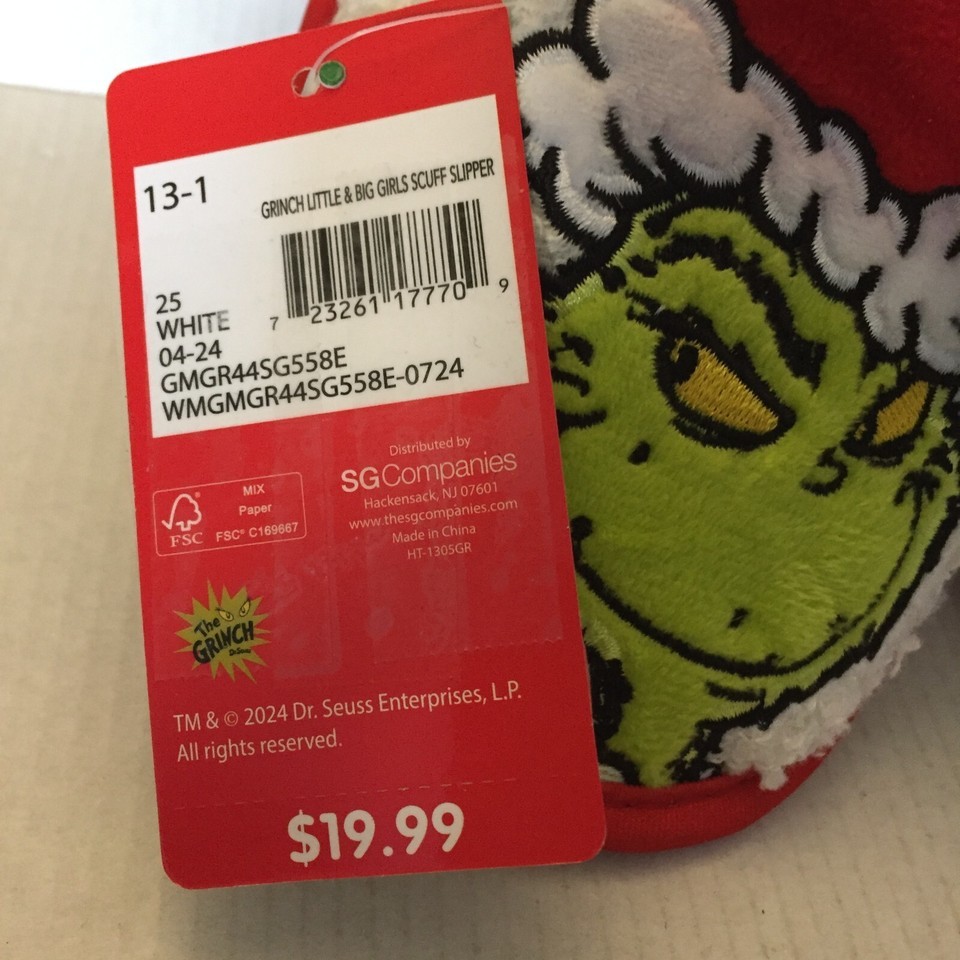 13-1
GRINCH LITTLE & BIG GIRLS SCUFF SLIPPER
7 23261 17770 9
25
WHITE
04-24
GMGR44SG558E
WMGMGR44SG558E-0724
FSC
MIX
Paper
FSC® C169667
Distributed by
SGCompanies
Hackensack, NJ 07601
www.thesgcompanies.com
Made in China
HT-1305GR
The
GRINCH
Dr. Seuss
TM & © 2024 Dr. Seuss Enterprises, L.P.
All rights reserved.
$19.99